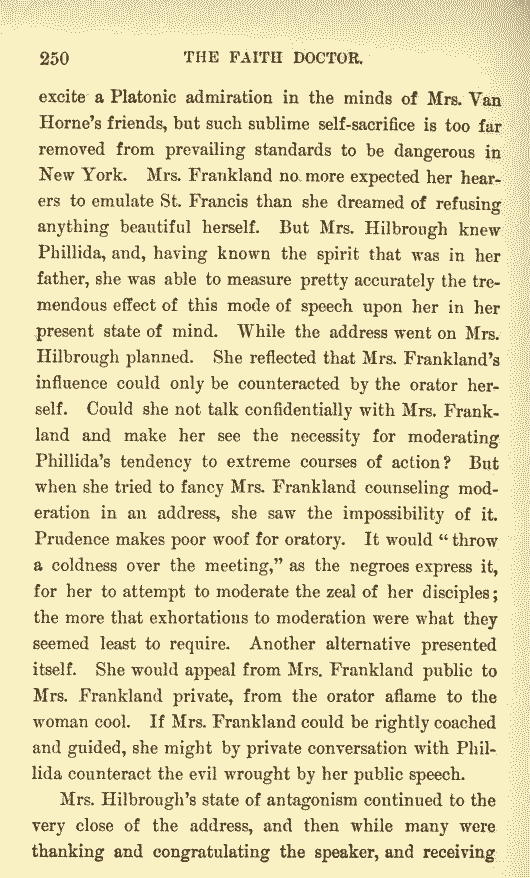 250 THE FAITH DOCTOR.
excite a Platonic admiration in the minds of Mrs. Van
Horne's friends, but such sublime self-sacrifice is too far
removed from prevailing standards to be dangerous in
New York. Mrs. Frankland no more expected her hear-
ers to emulate St. Francis than she dreamed of refusing
anything beautiful herself. But Mrs. Hilbrough knew
Phillida, and, having known the spirit that was in her
father, she was able to measure pretty accurately the tre-
mendous effect of this mode of speech upon her in her
present state of mind. While the address went on Mrs.
Hilbrough planned. She reflected that Mrs. Frankland's
influence could only be counteracted by the orator her-
self. Could she not talk confidentially with Mrs. Frank-
land and make her see the necessity for moderating
Phillida's tendency to extreme courses of action? But
when she tried to fancy Mrs. Frankland counseling mod-
eration in an address, she saw the impossibility of it.
Prudence makes poor woof for oratory. It would "throw
a coldness over the meeting," as the negroes express it,
for her to attempt to moderate the zeal of her disciples;
the more that exhortations to moderation were what they
seemed least to require. Another alternative presented
itself. She would appeal from Mrs. Frankland public to
Mrs. Frankland private, from the orator aflame to the
woman cool. If Mrs. Frankland could be rightly coached
and guided, she might by private conversation with Phil-
lida counteract the evil wrought by her public speech.
Mrs. Hilbrough's state of antagonism continued to the
very close of the address, and then while many were
thanking and congratulating the speaker, and receiving